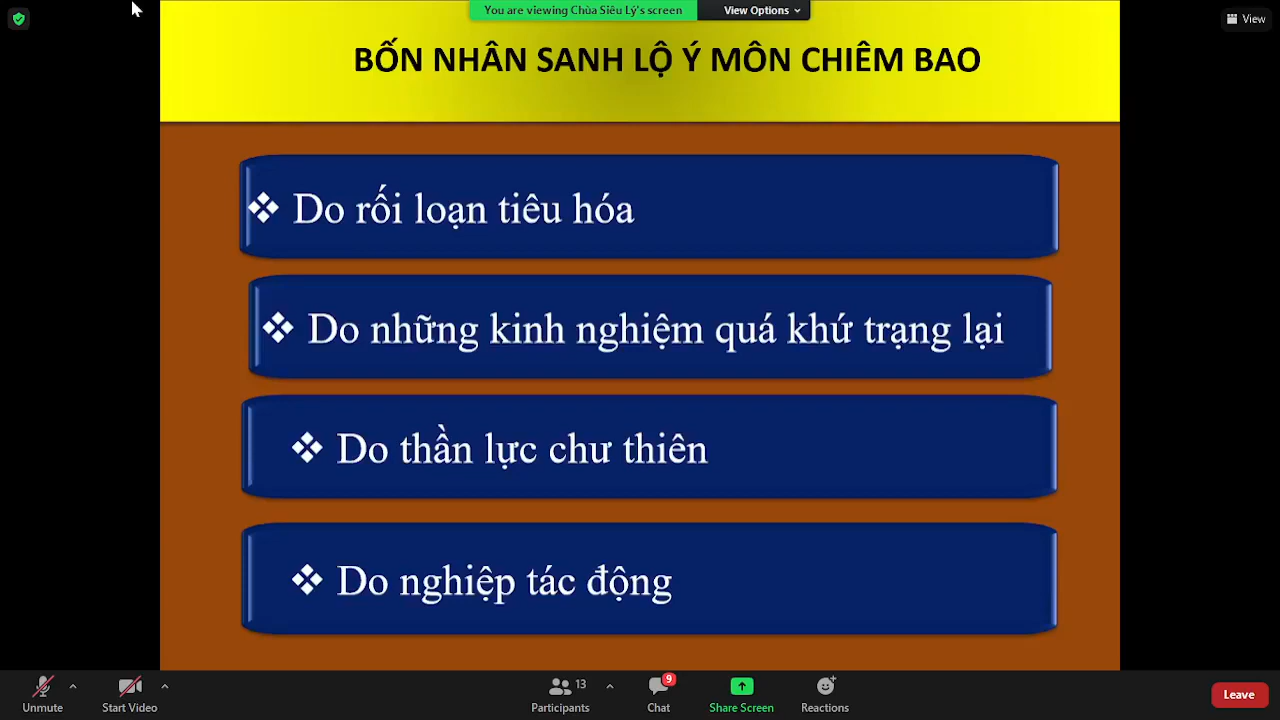 You are viewing Chùa Siêu Lý's screen
View Options
View
BỐN NHÂN SANH LỘ Ý MÔN CHIÊM BAO
❖ Do rối loạn tiêu hóa
❖ Do những kinh nghiệm quá khứ trạng lại
❖ Do thần lực chư thiên
❖ Do nghiệp tác động
Unmute
Start Video
13
Participants
9
Chat
Share Screen
Reactions
Leave